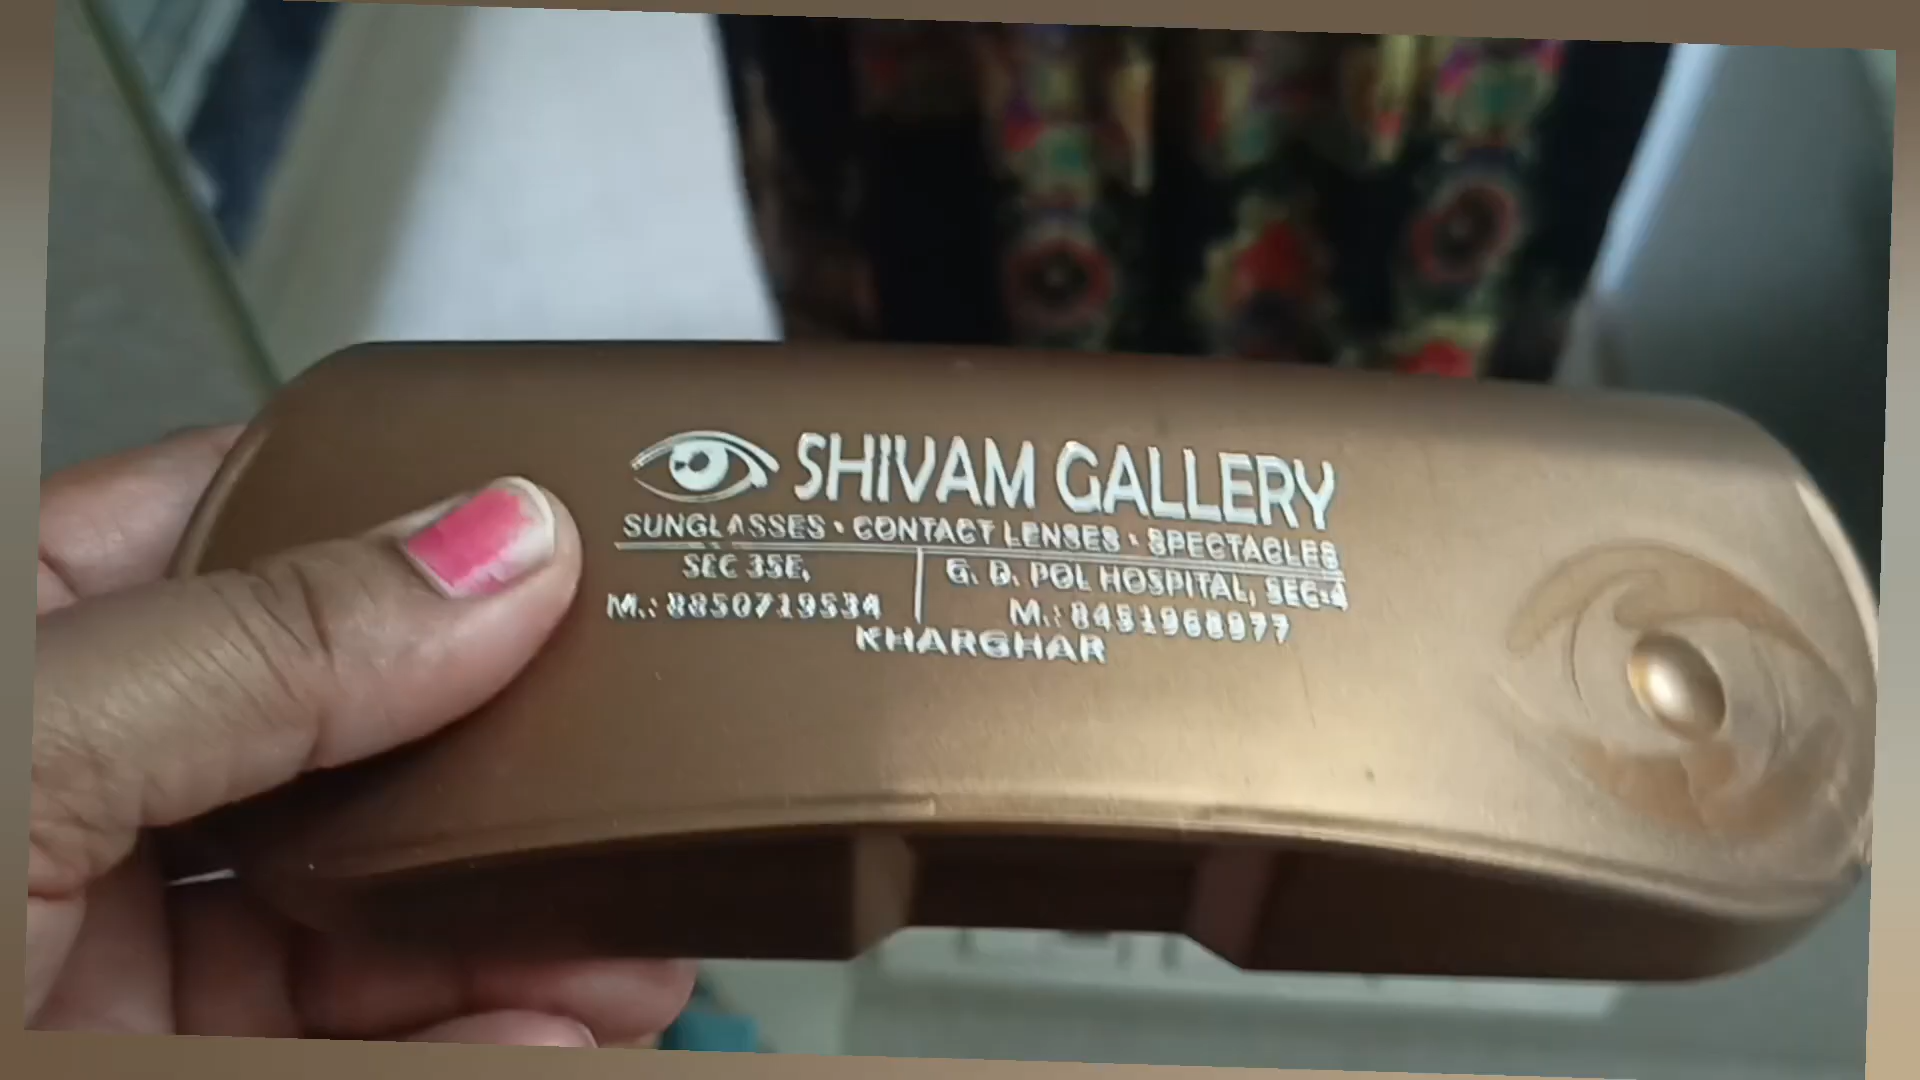 SHIVAM GALLERY
SUNGLASSES • CONTACT LENSES • SPECTACLES
SEC 35E,
M.: 8850719534
G. D. POL HOSPITAL, SEC-4
M.: 8451968977
KHARGHAR